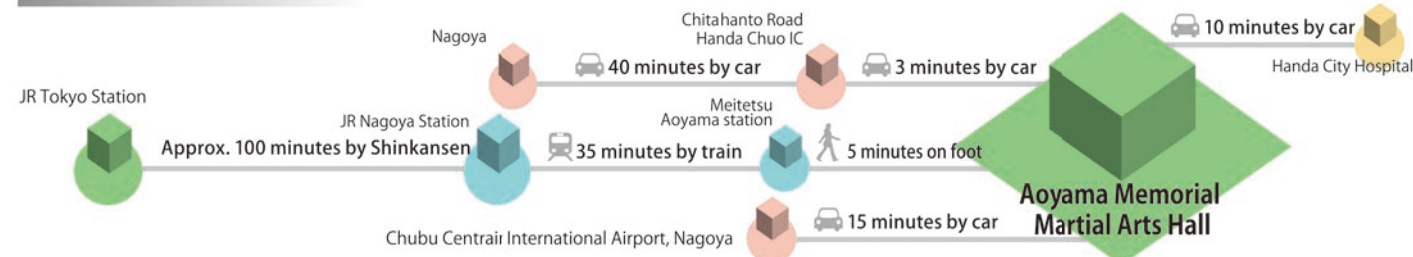 Nagoya
40 minutes by car
Chitahanto Road
Handa Chuo IC
3 minutes by car
10 minutes by car
Handa City Hospital
JR Tokyo Station
Approx. 100 minutes by Shinkansen
JR Nagoya Station
35 minutes by train
Meitetsu
Aoyama station
5 minutes on foot
Aoyama Memorial
Martial Arts Hall
Chubu Centrair International Airport, Nagoya
15 minutes by car